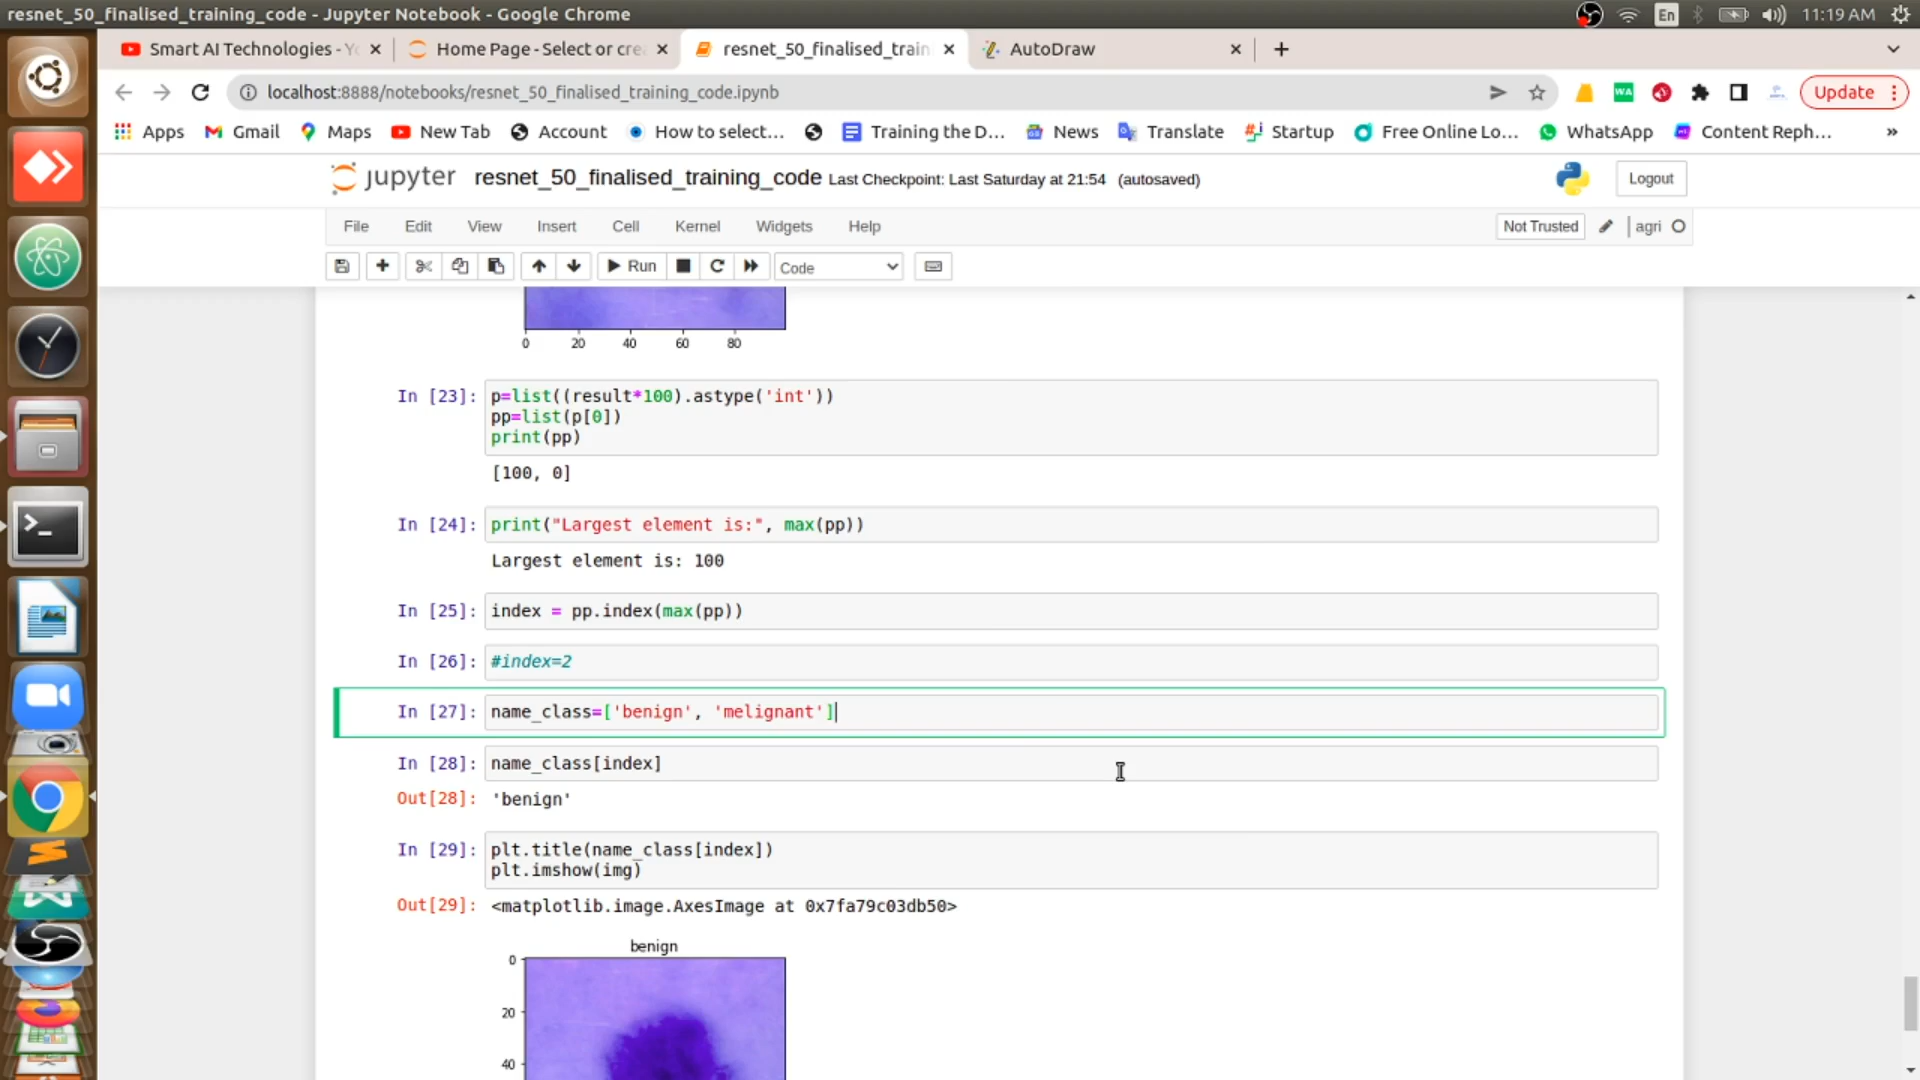 resnet_50_finalised_training_code - Jupyter Notebook - Google Chrome
En
11:19 AM
Smart AI Technologies - Yo
Home Page - Select or crea
resnet_50_finalised_train
AutoDraw
localhost:8888/notebooks/resnet_50_finalised_training_code.ipynb
WA
Update
Apps
Gmail
Maps
New Tab
Account
How to select...
Training the D...
News
Translate
Startup
Free Online Lo...
WhatsApp
Content Reph...
»
jupyter
resnet_50_finalised_training_code Last Checkpoint: Last Saturday at 21:54 (autosaved)
Logout
File Edit View Insert Cell Kernel Widgets Help
Not Trusted
agri
Run
Code
0 20 40 60 80
In [23]: p=list((result*100).astype('int'))
pp=list(p[0])
print(pp)
[100, 0]
In [24]: print("Largest element is:", max(pp))
Largest element is: 100
In [25]: index = pp.index(max(pp))
In [26]: #index=2
In [27]: name_class=['benign', 'melignant']
In [28]: name_class[index]
Out[28]: 'benign'
In [29]: plt.title(name_class[index])
plt.imshow(img)
Out[29]: <matplotlib.image.AxesImage at 0x7fa79c03db50>
benign
0
20
40